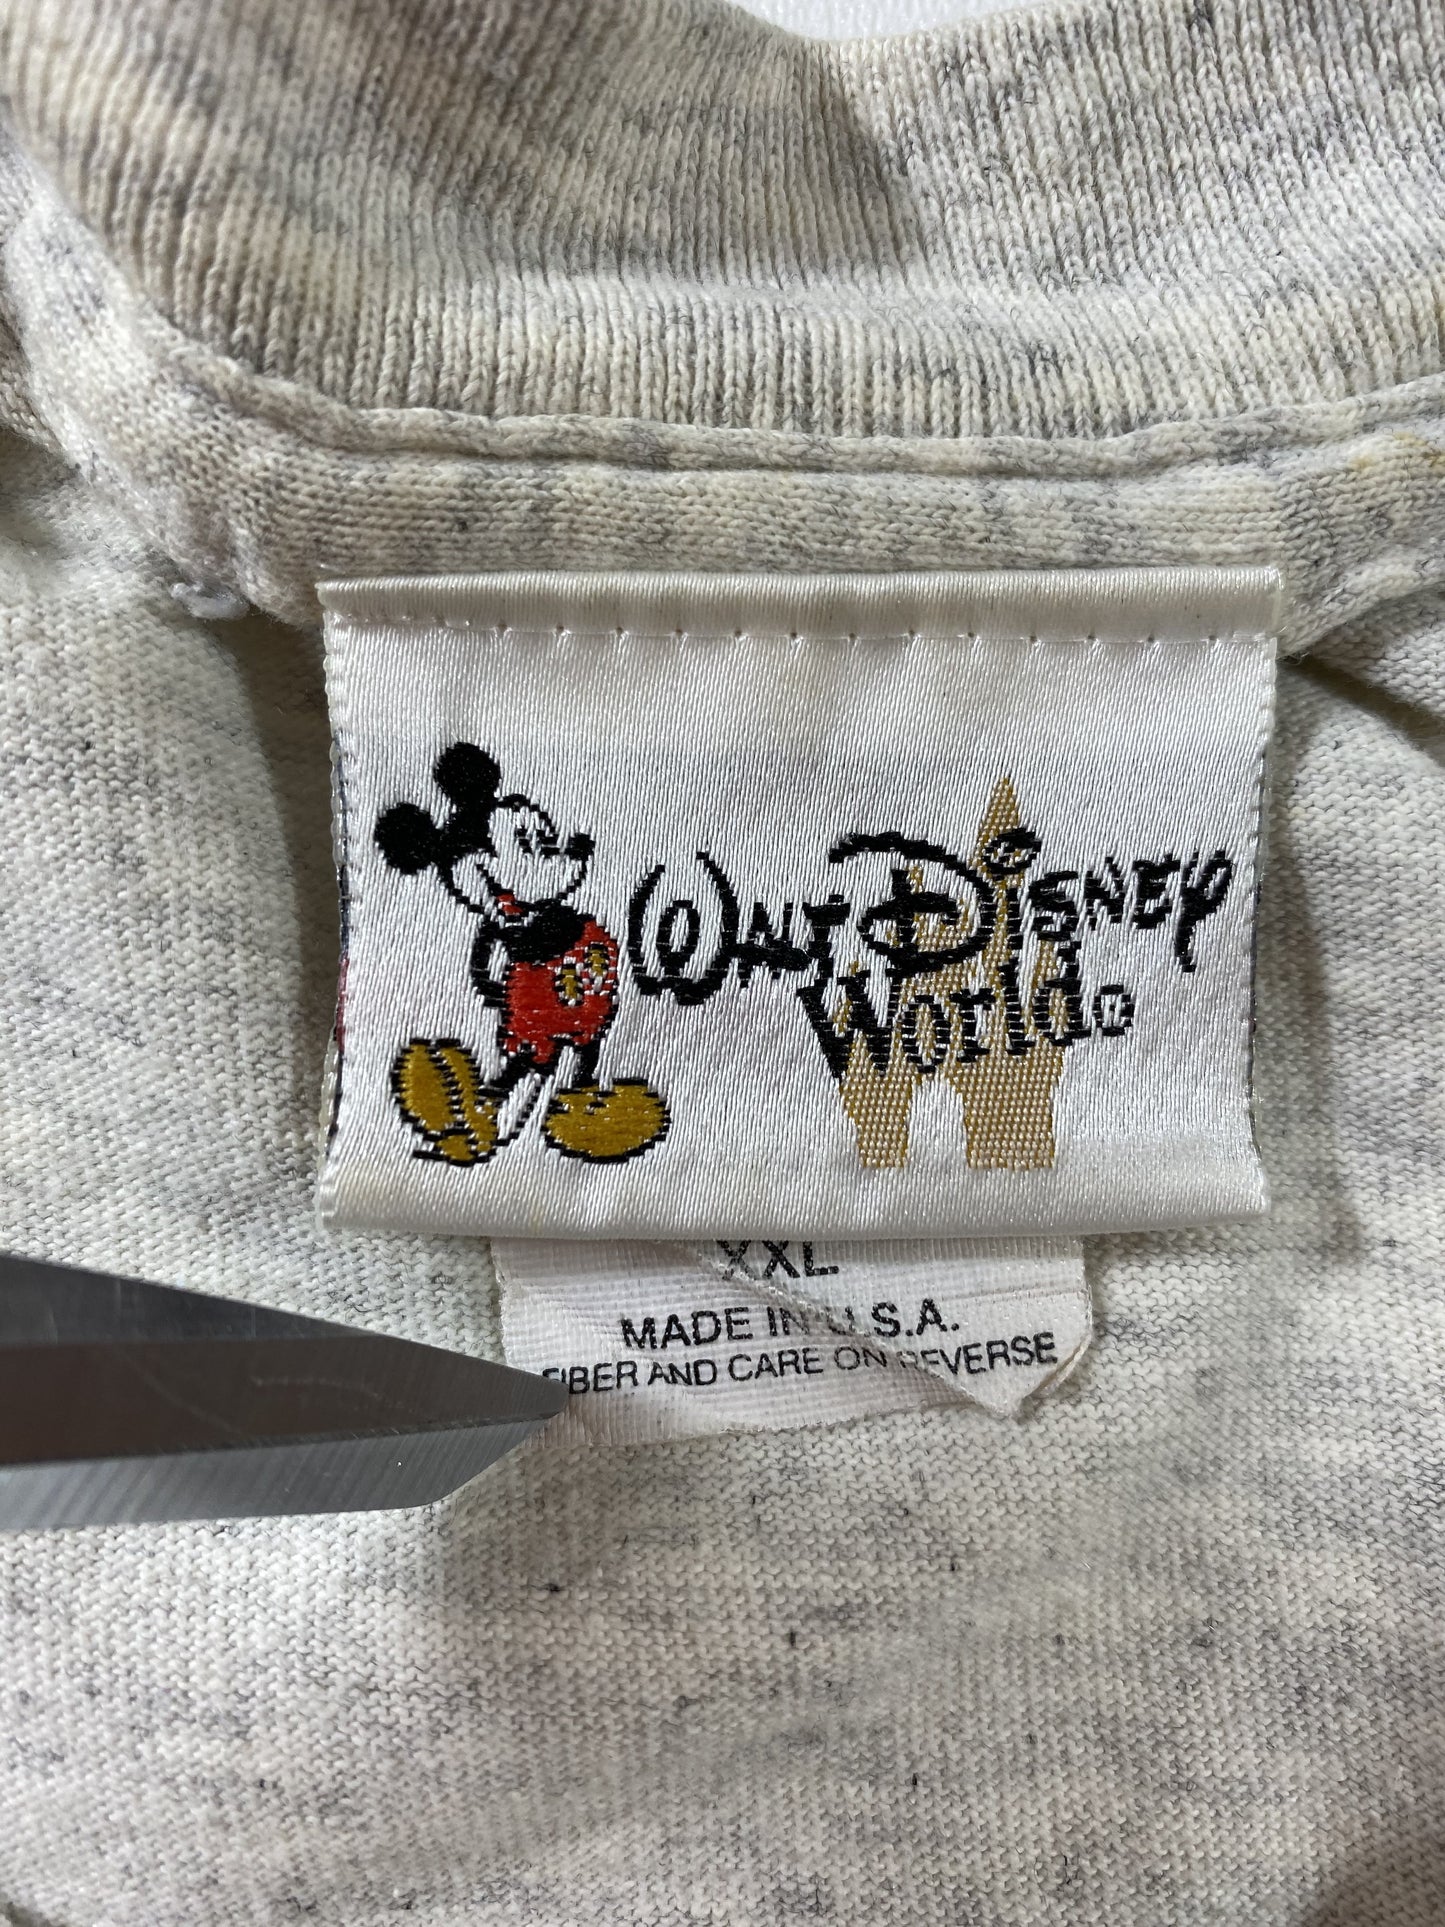 Walt Disney
World®
XXL
MADE IN U.S.A.
FIBER AND CARE ON REVERSE